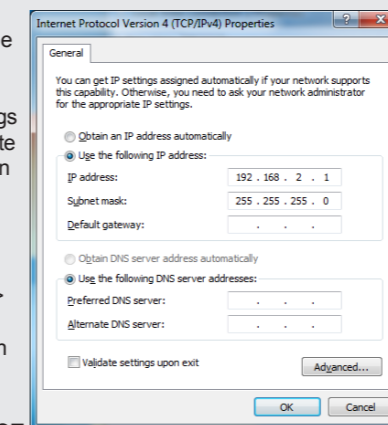 Internet Protocol Version 4 (TCP/IPv4) Properties
General
You can get IP settings assigned automatically if your network supports
this capability. Otherwise, you need to ask your network administrator
for the appropriate IP settings.
Obtain an IP address automatically
Use the following IP address:
IP address: 192 . 168 . 2 . 1
Subnet mask: 255 . 255 . 255 . 0
Default gateway: . . .
Obtain DNS server address automatically
Use the following DNS server addresses:
Preferred DNS server: . . .
Alternate DNS server: . . .
Validate settings upon exit
Advanced...
OK Cancel